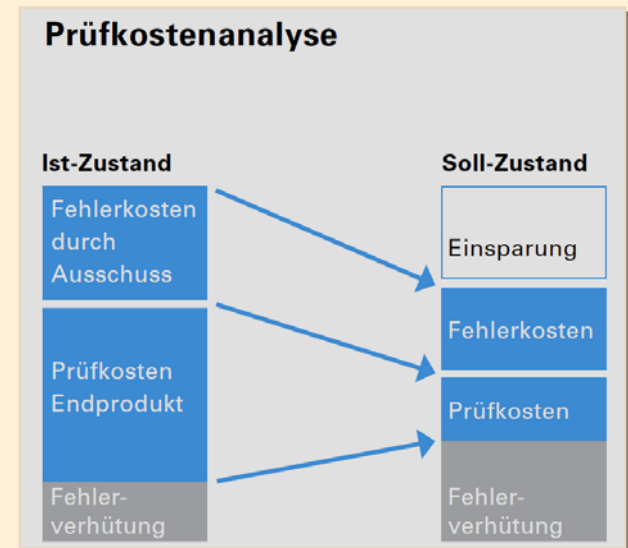 Prüfkostenanalyse
Ist-Zustand
Fehlerkosten
durch
Ausschuss
Prüfkosten
Endprodukt
Fehler-
verhütung
Soll-Zustand
Einsparung
Fehlerkosten
Prüfkosten
Fehler-
verhütung